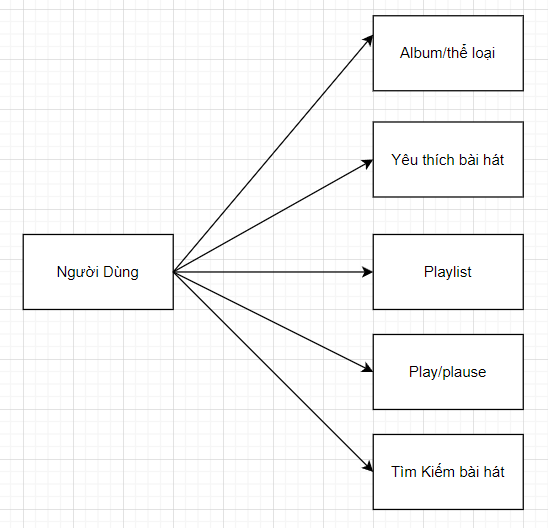 Album/thể loại
Yêu thích bài hát
Người Dùng
Playlist
Play/plause
Tìm Kiếm bài hát